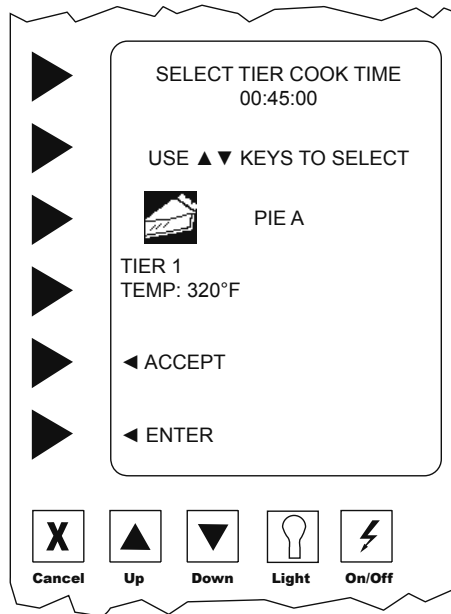 SELECT TIER COOK TIME
00:45:00
USE ▲▼ KEYS TO SELECT
PIE A
TIER 1
TEMP: 320°F
◄ ACCEPT
◄ ENTER
X
Cancel Up Down Light On/Off